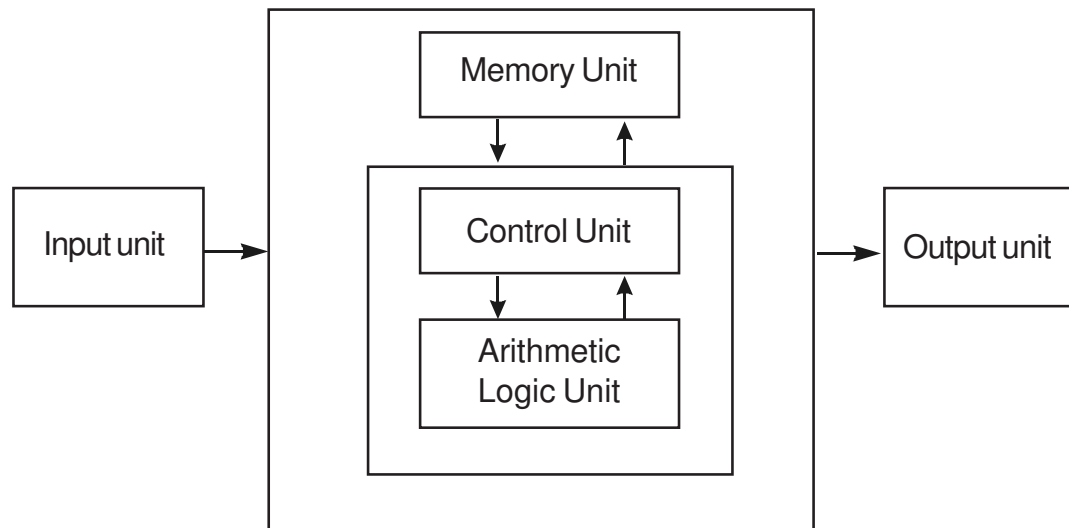 Memory Unit
Input unit
Control Unit
Output unit
Arithmetic
Logic Unit